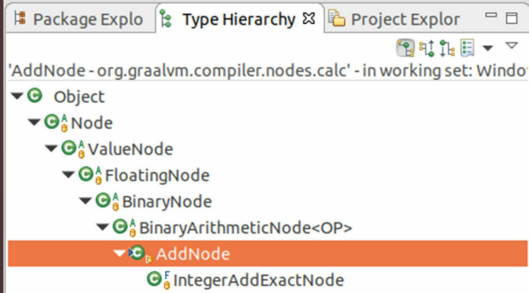 Package Explo Type Hierarchy Project Explor
'AddNode - org.graalvm.compiler.nodes.calc' - in working set: Windo
Object
Node
ValueNode
FloatingNode
BinaryNode
BinaryArithmeticNode<OP>
AddNode
IntegerAddExactNode